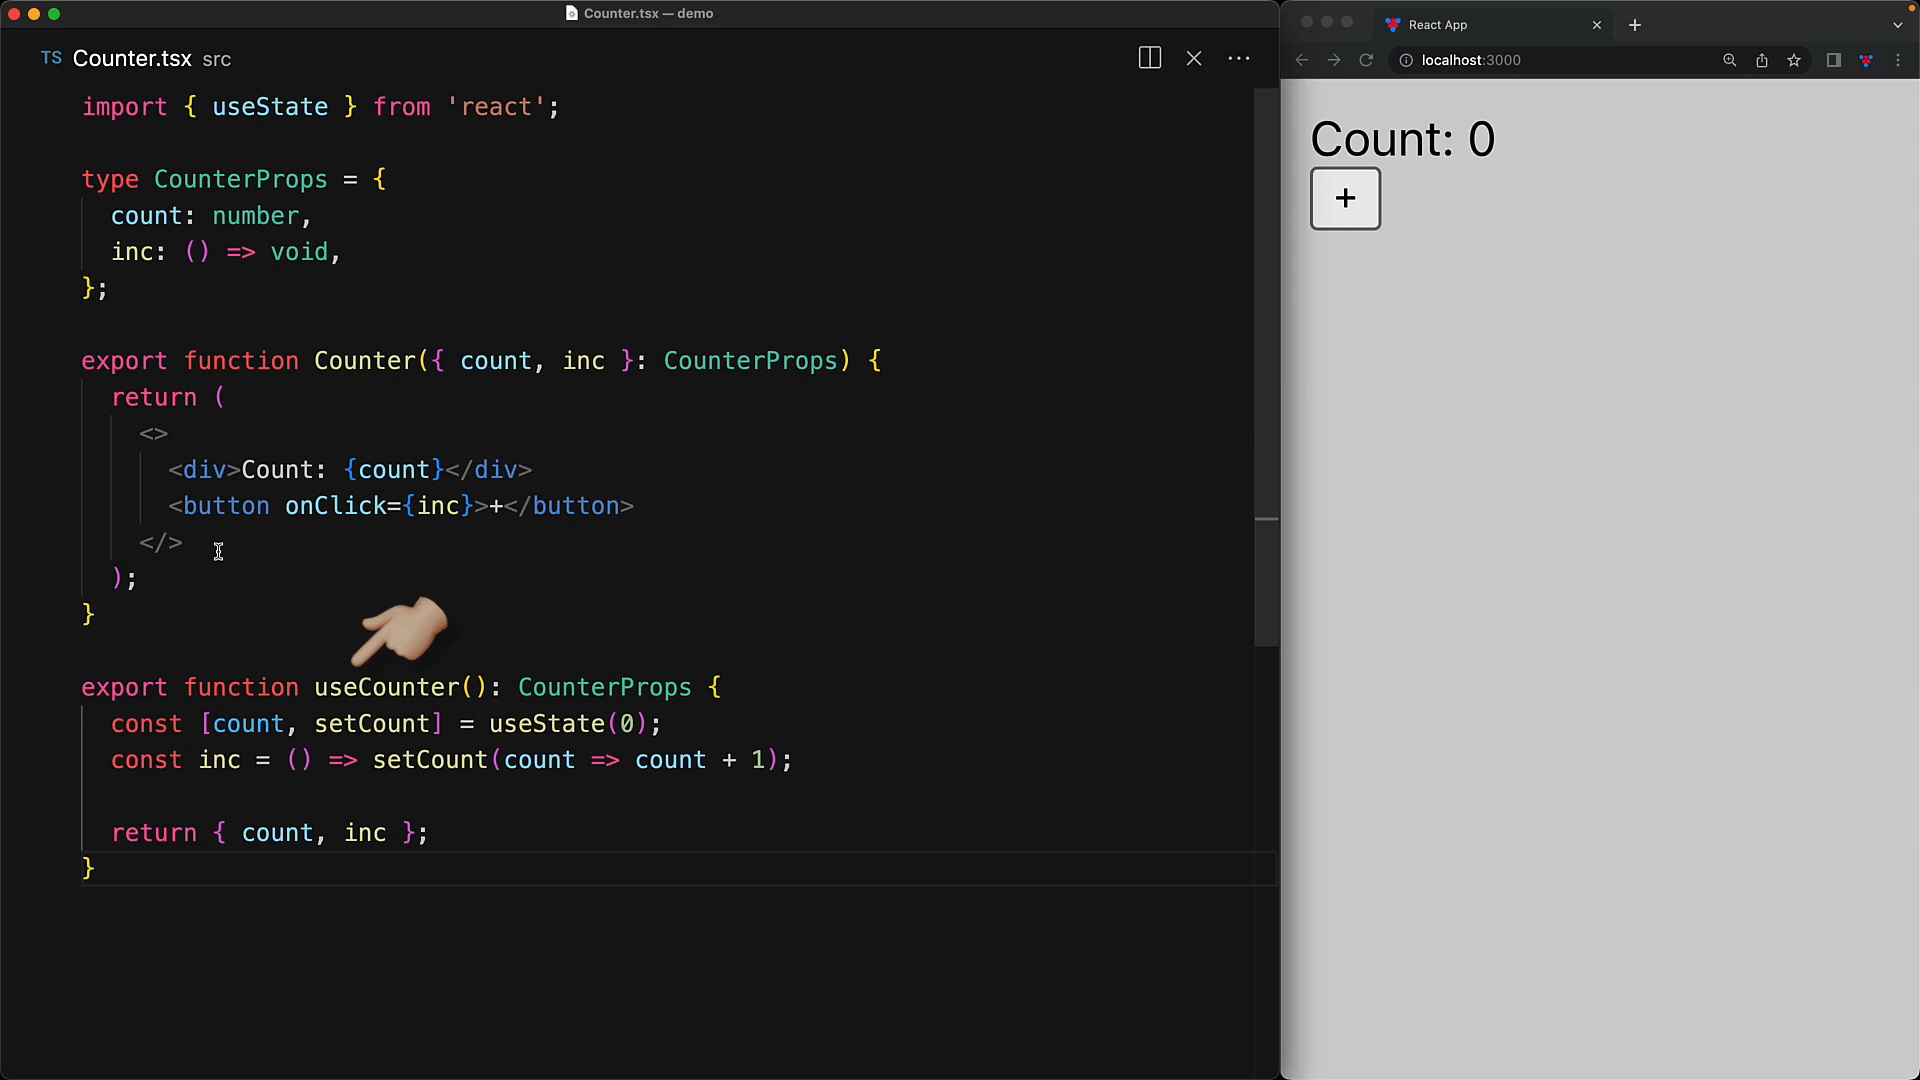 Counter.tsx — demo
TS Counter.tsx src
import { useState } from 'react';
type CounterProps = {
  count: number,
  inc: () => void,
};
export function Counter({ count, inc }: CounterProps) {
  return (
    <>
      <div>Count: {count}</div>
      <button onClick={inc}>+</button>
    </>
  );
}
export function useCounter(): CounterProps {
  const [count, setCount] = useState(0);
  const inc = () => setCount(count => count + 1);
  return { count, inc };
}
React App
localhost:3000
Count: 0
+